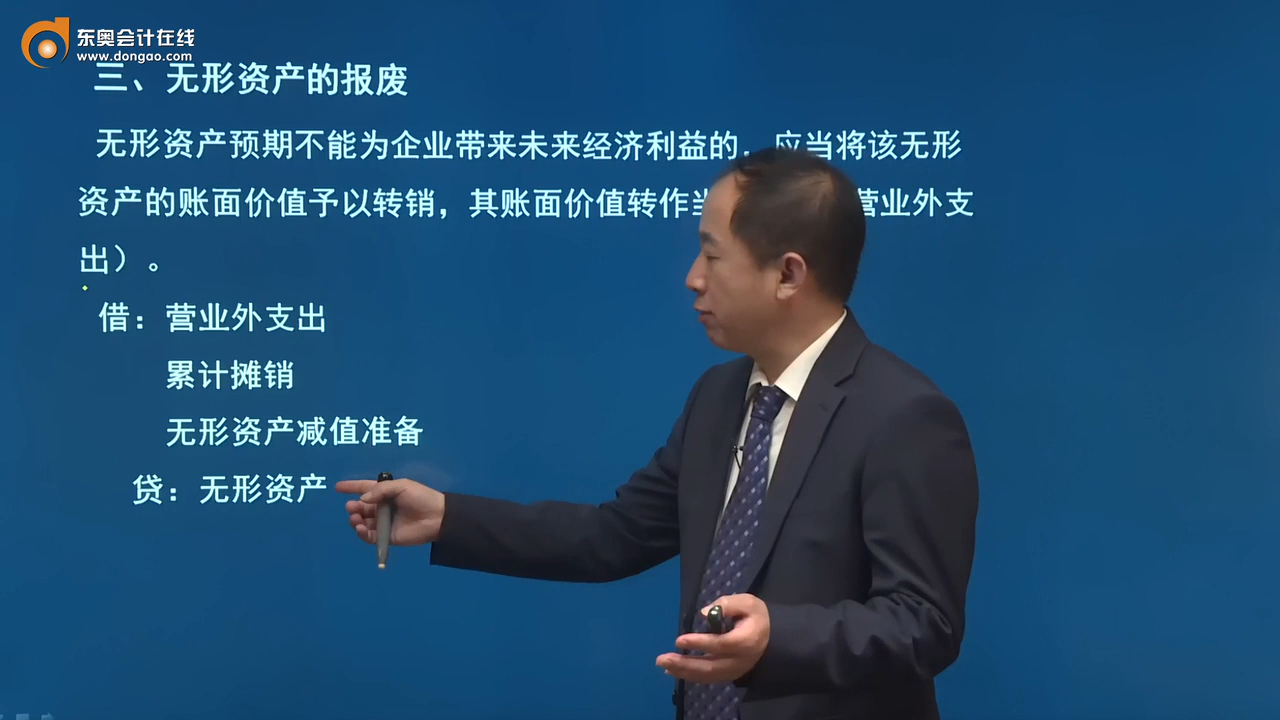 东奥会计在线
www.dongao.com
三、无形资产的报废
无形资产预期不能为企业带来未来经济利益的，应当将该无形
资产的账面价值予以转销，其账面价值转作当 营业外支
出）。
借：营业外支出
累计摊销
无形资产减值准备
贷：无形资产